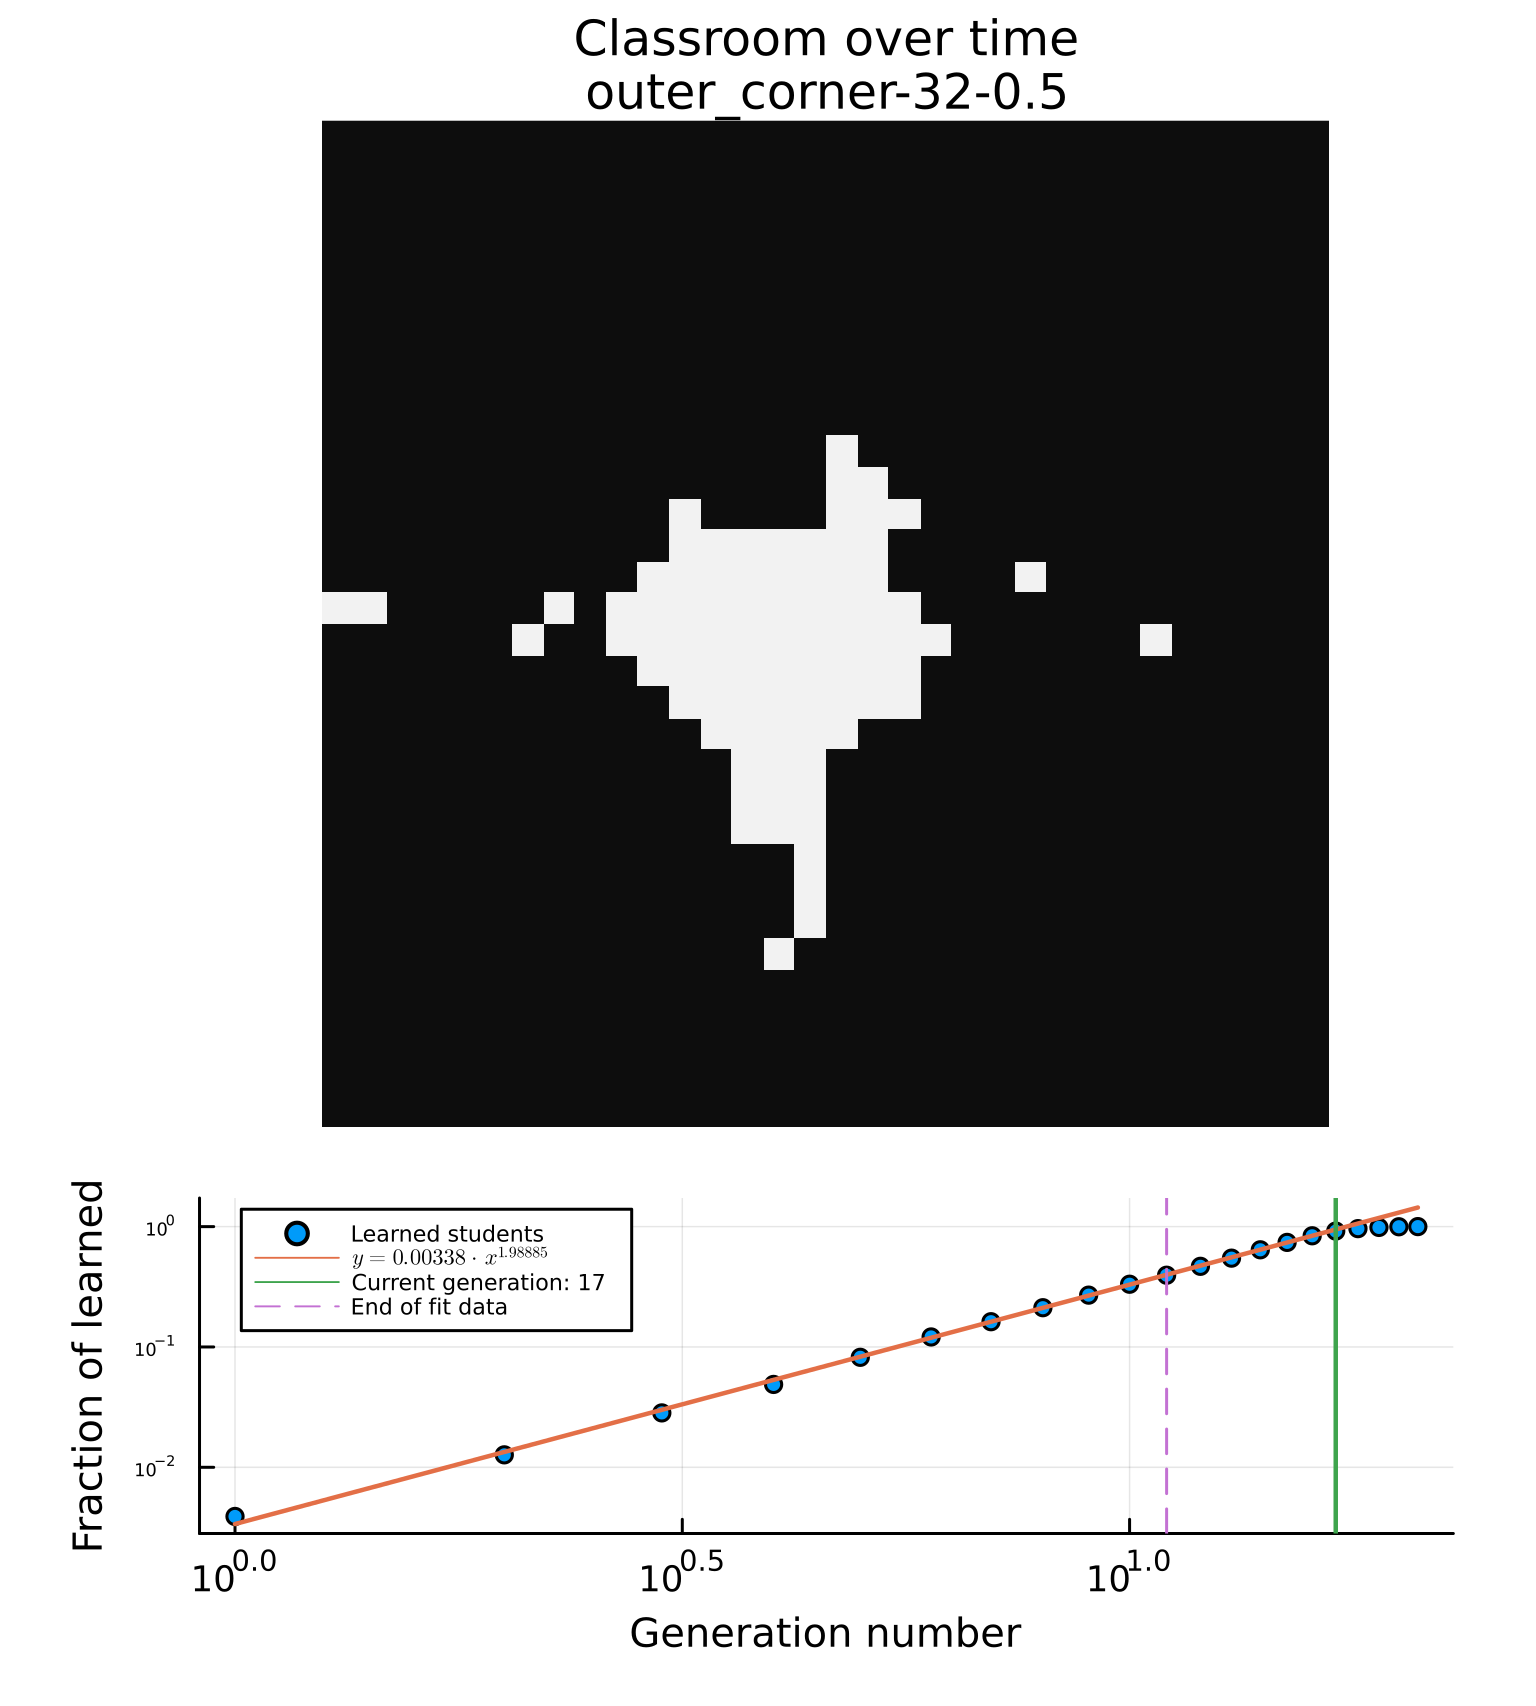 Classroom over time
outer_corner-32-0.5
Fraction of learned
10^0
10^-1
10^-2
Learned students
y = 0.00338 · x^1.98885
Current generation: 17
End of fit data
10^0.0
10^0.5
10^1.0
Generation number